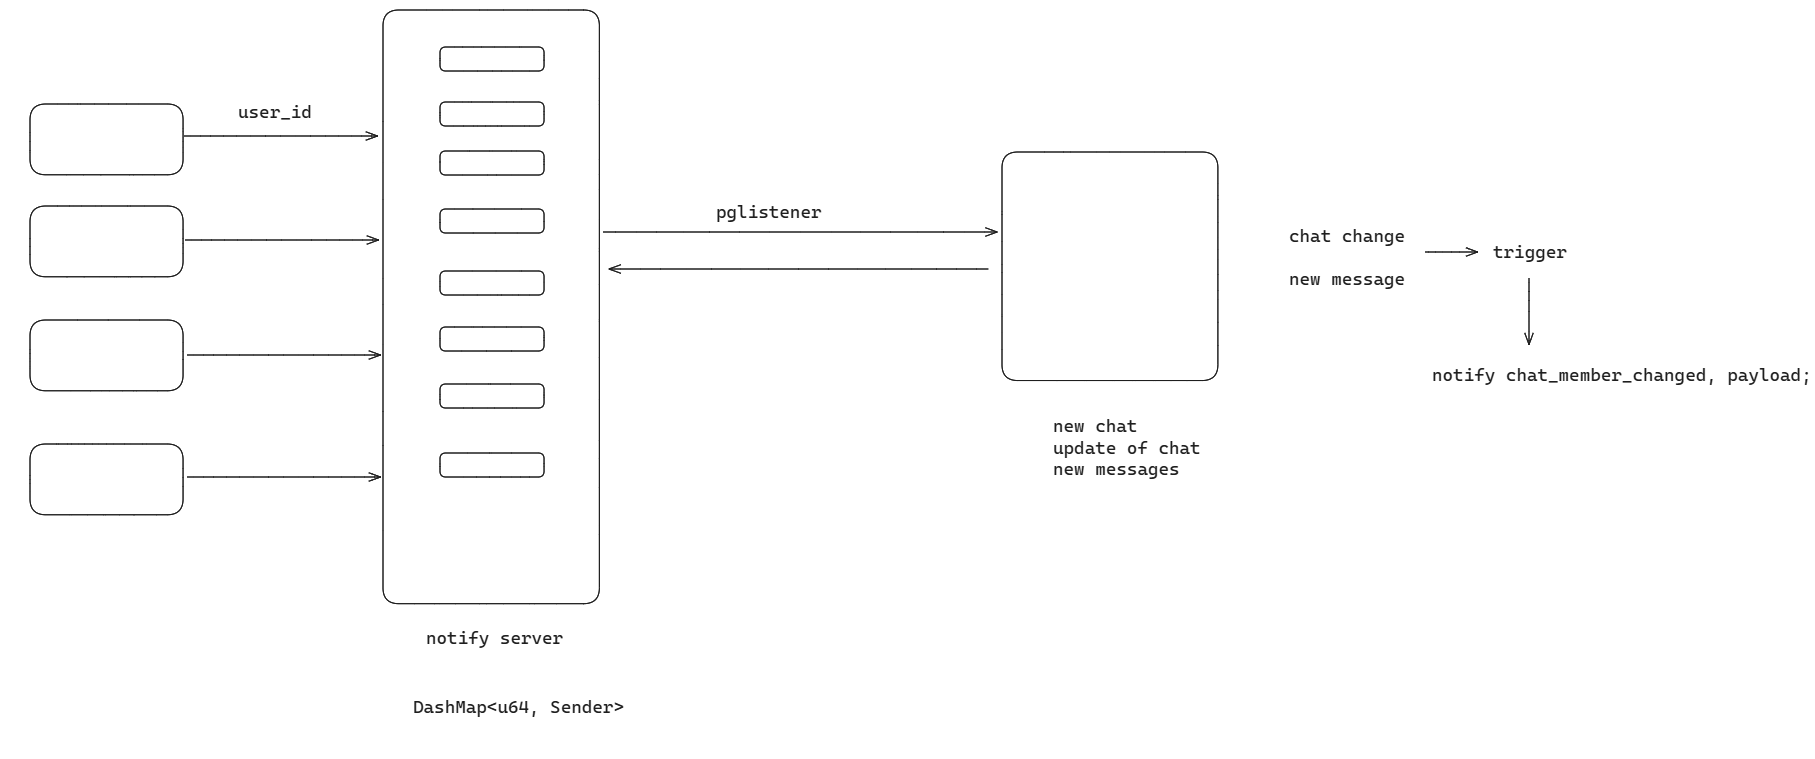 user_id
pglistener
chat change
new message
trigger
notify chat_member_changed, payload;
new chat
update of chat
new messages
notify server
DashMap<u64, Sender>